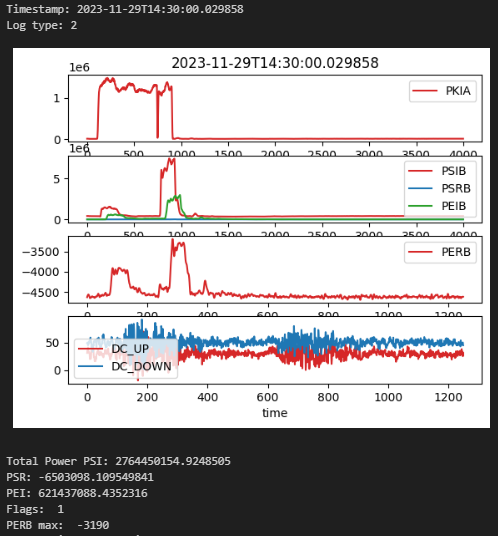 Timestamp: 2023-11-29T14:30:00.029858
Log type: 2
2023-11-29T14:30:00.029858
1e6
1
0
PKIA
0 500 1000 1500 2000 2500 3000 3500 4000
1e6
5
0
PSIB
PSRB
PEIB
0 500 1000 1500 2000 2500 3000 3500 4000
−3500
−4000
−4500
PERB
0 200 400 600 800 1000 1200
50
0
DC_UP
DC_DOWN
0 200 400 600 800 1000 1200
time
Total Power PSI: 2764450154.9248505
PSR: -6503098.109549841
PEI: 621437088.4352316
Flags:  1
PERB max:  -3190